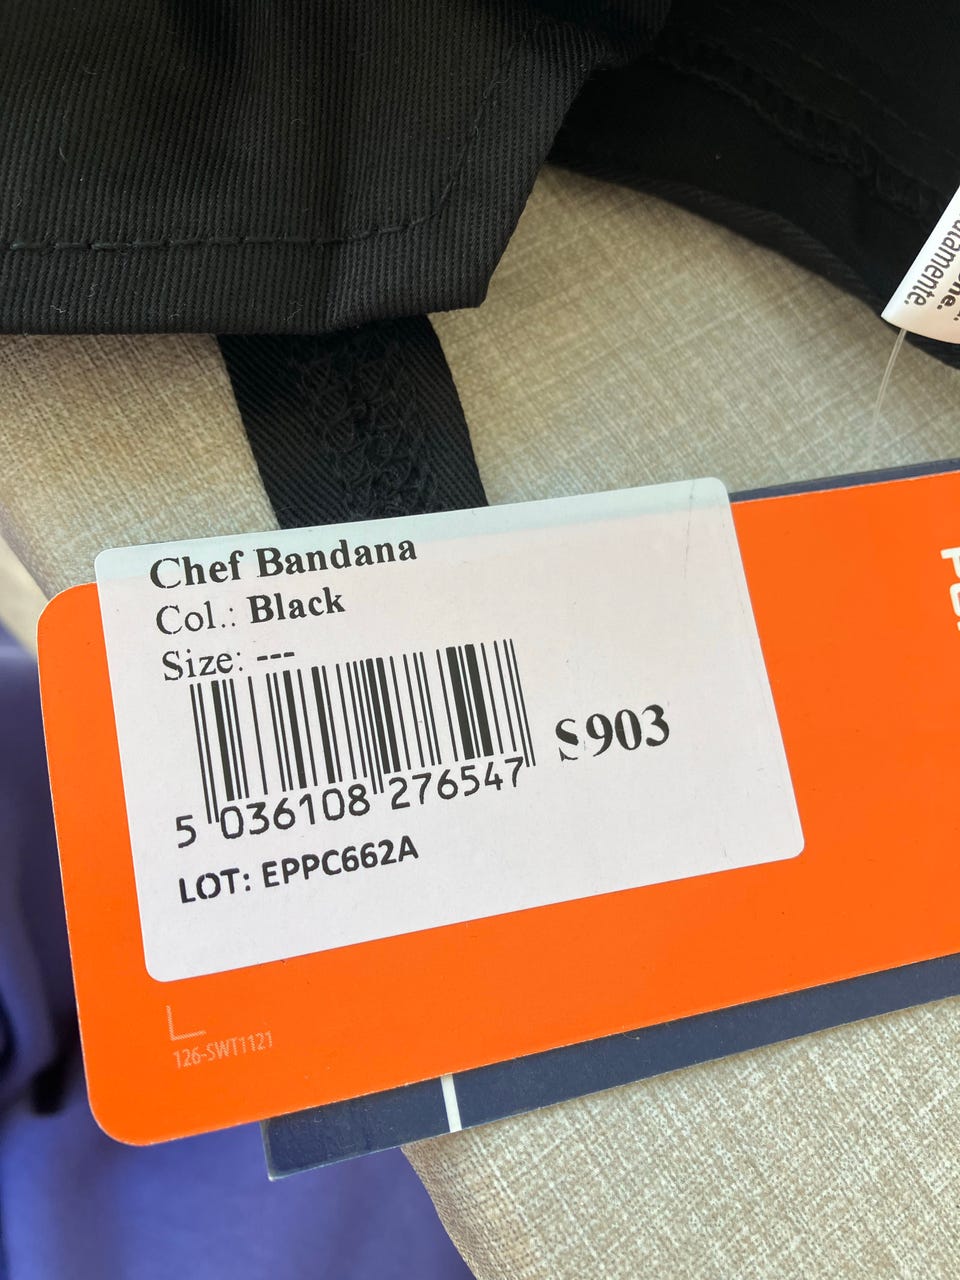 Chef Bandana
Col.: Black
Size: ---
S903
5 036108 276547
LOT: EPPC662A
126-SWT1121